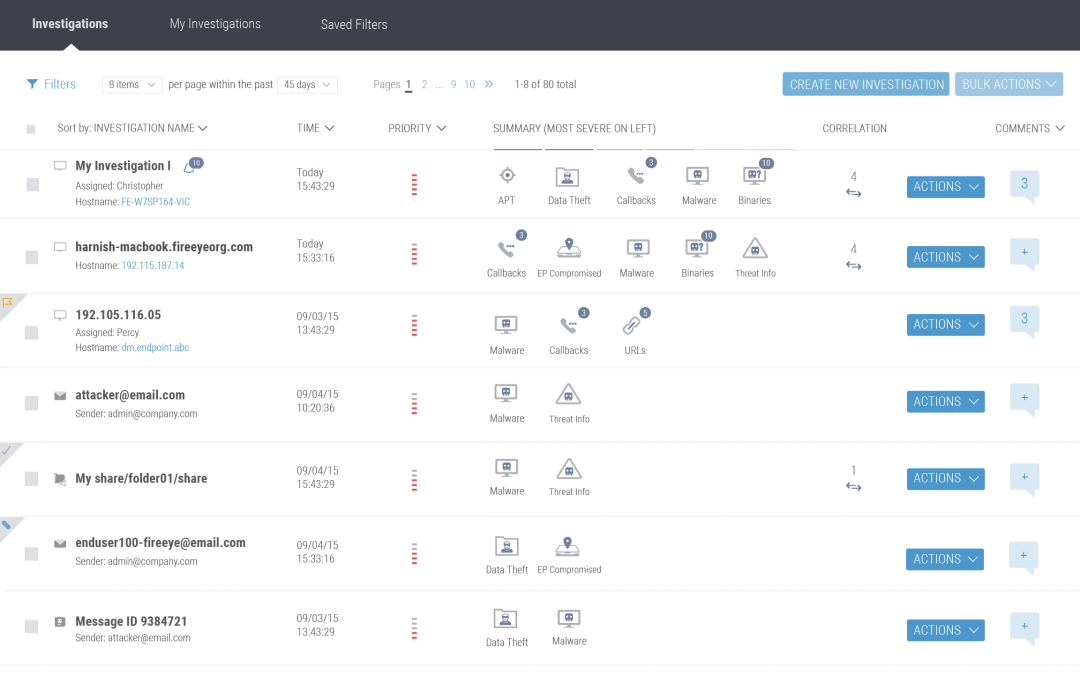 Investigations
My Investigations
Saved Filters
Filters
8 items
per page within the past
45 days
Pages 1 2 ... 9 10 »
1-8 of 80 total
CREATE NEW INVESTIGATION
BULK ACTIONS
Sort by: INVESTIGATION NAME
TIME
PRIORITY
SUMMARY (MOST SEVERE ON LEFT)
CORRELATION
COMMENTS
My Investigation I
10
Assigned: Christopher
Hostname: FE-W7SP164-VIC
Today
15:43:29
APT
Data Theft
3
Callbacks
Malware
10
Binaries
4
ACTIONS
3
harnish-macbook.fireeyeorg.com
Hostname: 192.115.187.14
Today
15:33:16
3
Callbacks
EP Compromised
Malware
10
Binaries
Threat Info
4
ACTIONS
+
192.105.116.05
Assigned: Percy
Hostname: dm.endpoint.abc
09/03/15
13:43:29
Malware
3
Callbacks
5
URLs
ACTIONS
3
attacker@email.com
Sender: admin@company.com
09/04/15
10:20:36
Malware
Threat Info
ACTIONS
+
My share/folder01/share
09/04/15
15:43:29
Malware
Threat Info
1
ACTIONS
+
enduser100-fireeye@email.com
Sender: admin@company.com
09/04/15
15:33:16
Data Theft
EP Compromised
ACTIONS
+
Message ID 9384721
Sender: attacker@email.com
09/03/15
13:43:29
Data Theft
Malware
ACTIONS
+